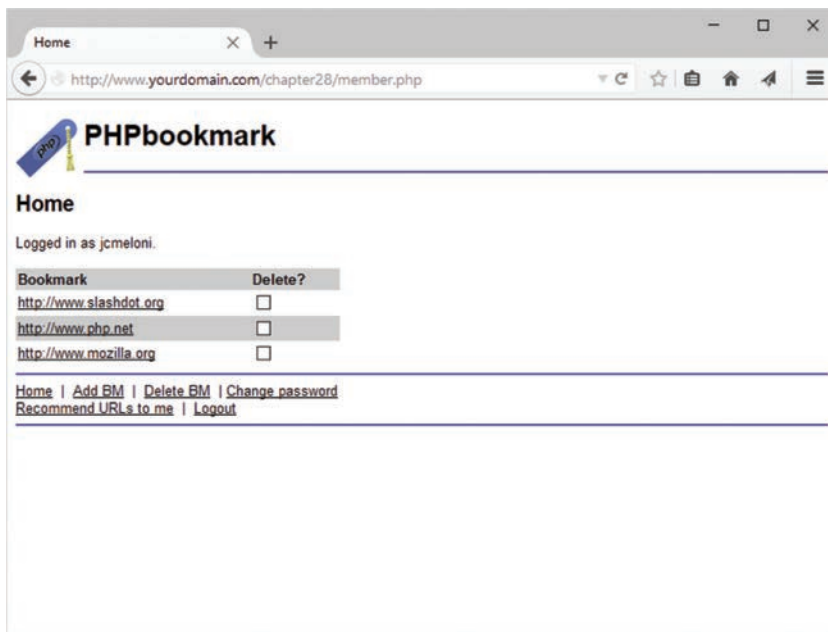 Home
http://www.yourdomain.com/chapter28/member.php
php
PHPbookmark
Home
Logged in as jcmeloni.
Bookmark Delete?
http://www.slashdot.org
http://www.php.net
http://www.mozilla.org
Home | Add BM | Delete BM | Change password
Recommend URLs to me | Logout